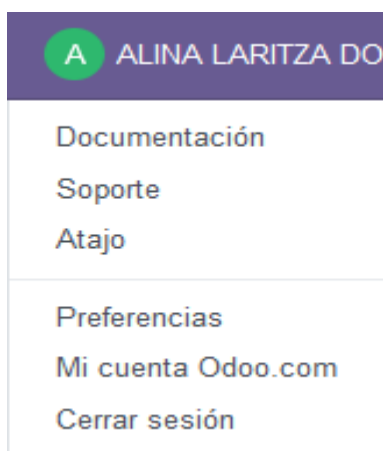 A ALINA LARITZA DO
Documentación
Soporte
Atajo
Preferencias
Mi cuenta Odoo.com
Cerrar sesión